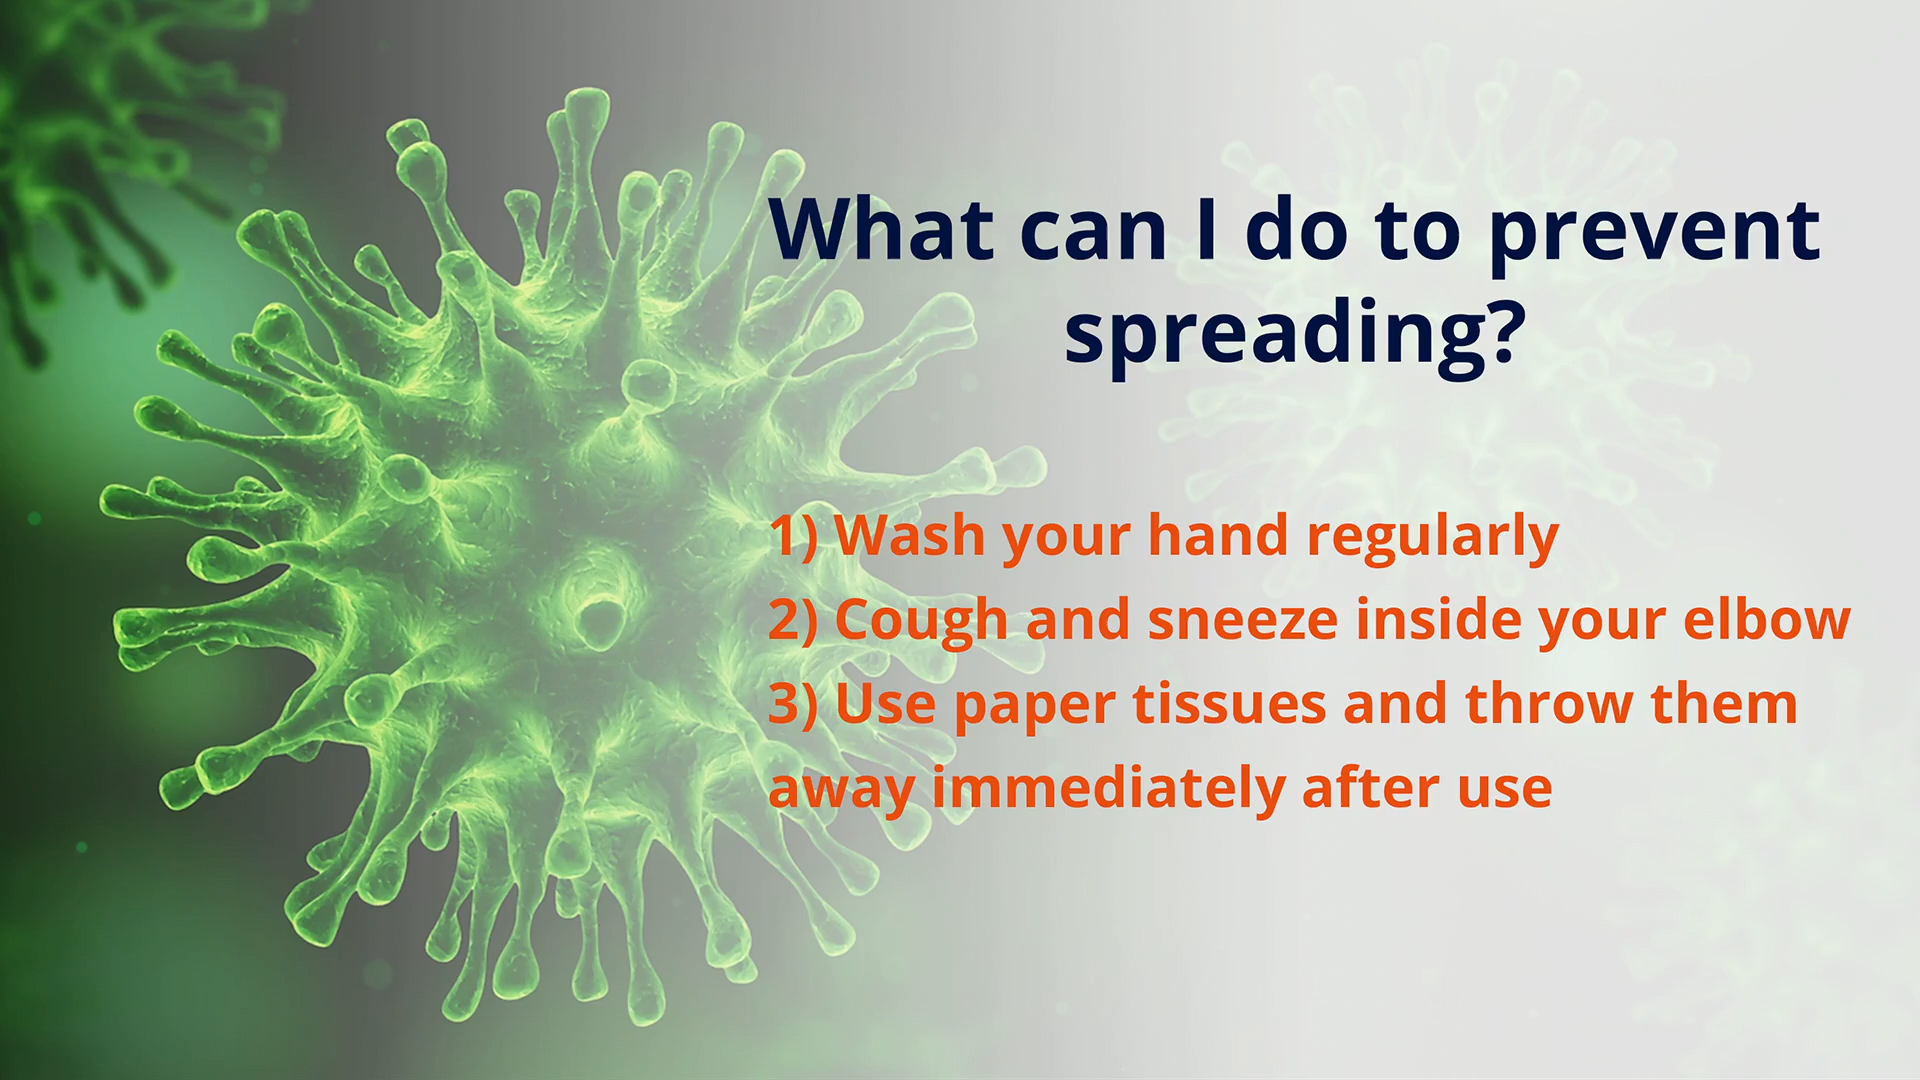 What can I do to prevent
spreading?
1) Wash your hand regularly
2) Cough and sneeze inside your elbow
3) Use paper tissues and throw them
away immediately after use